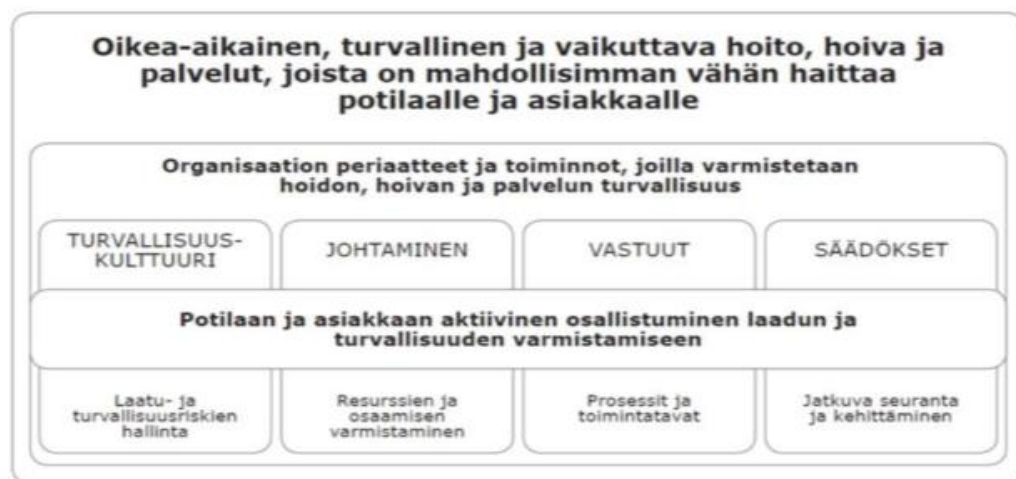 Oikea-aikainen, turvallinen ja vaikuttava hoito, hoiva ja
palvelut, joista on mahdollisimman vähän haittaa
potilaalle ja asiakkaalle
Organisaation periaatteet ja toiminnot, joilla varmistetaan
hoidon, hoivan ja palvelun turvallisuus
TURVALLISUUS-
KULTTUURI
JOHTAMINEN
VASTUUT
SÄÄDÖKSET
Potilaan ja asiakkaan aktiivinen osallistuminen laadun ja
turvallisuuden varmistamiseen
Laatu- ja
turvallisuusriskien
hallinta
Resurssien ja
osaamisen
varmistaminen
Prosessit ja
toimintatavat
Jatkuva seuranta
ja kehittäminen